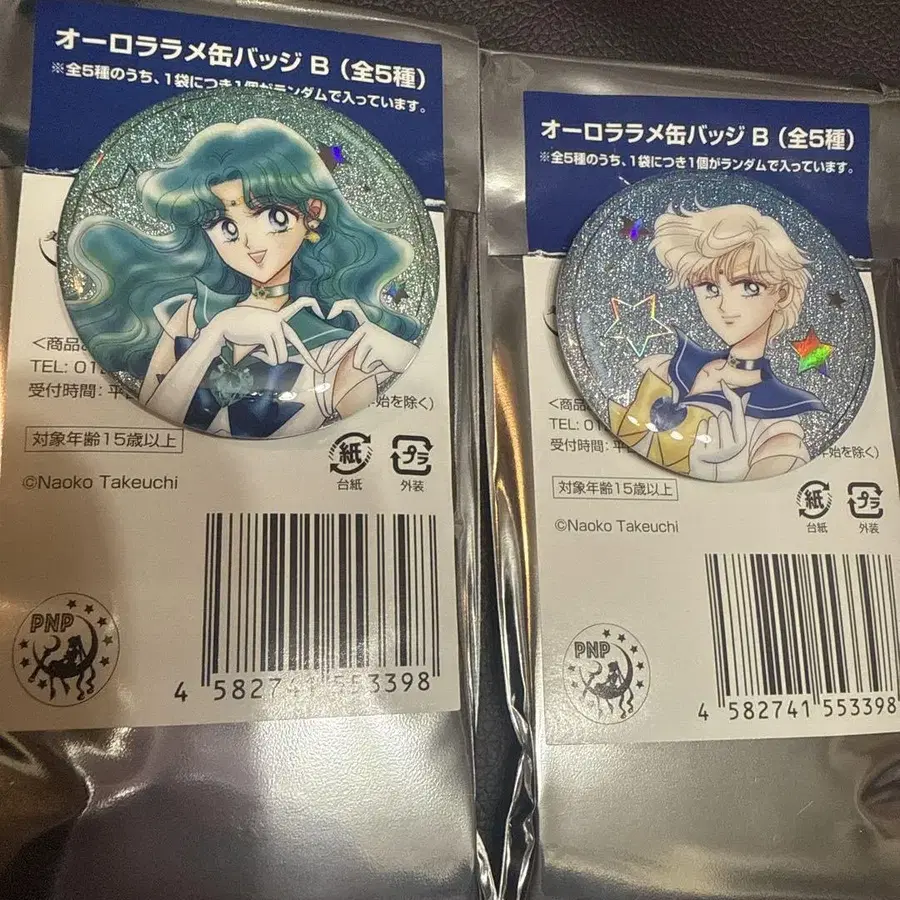 オーロララメ缶バッジ B（全5種）
※全5種のうち、1袋につき1個がランダムで入っています。
<商品
TEL: 01
受付時間: 平
始を除く)
対象年齢15歳以上
紙
台紙
プラ
外装
©Naoko Takeuchi
PNP
4 582741 553398
オーロララメ缶バッジ B（全5種）
※全5種のうち、1袋につき1個がランダムで入っています。
<商品
TEL: 01
受付時間: 平
年始を除く)
対象年齢15歳以上
紙
台紙
プラ
外装
©Naoko Takeuchi
PNP
4 582741 553398